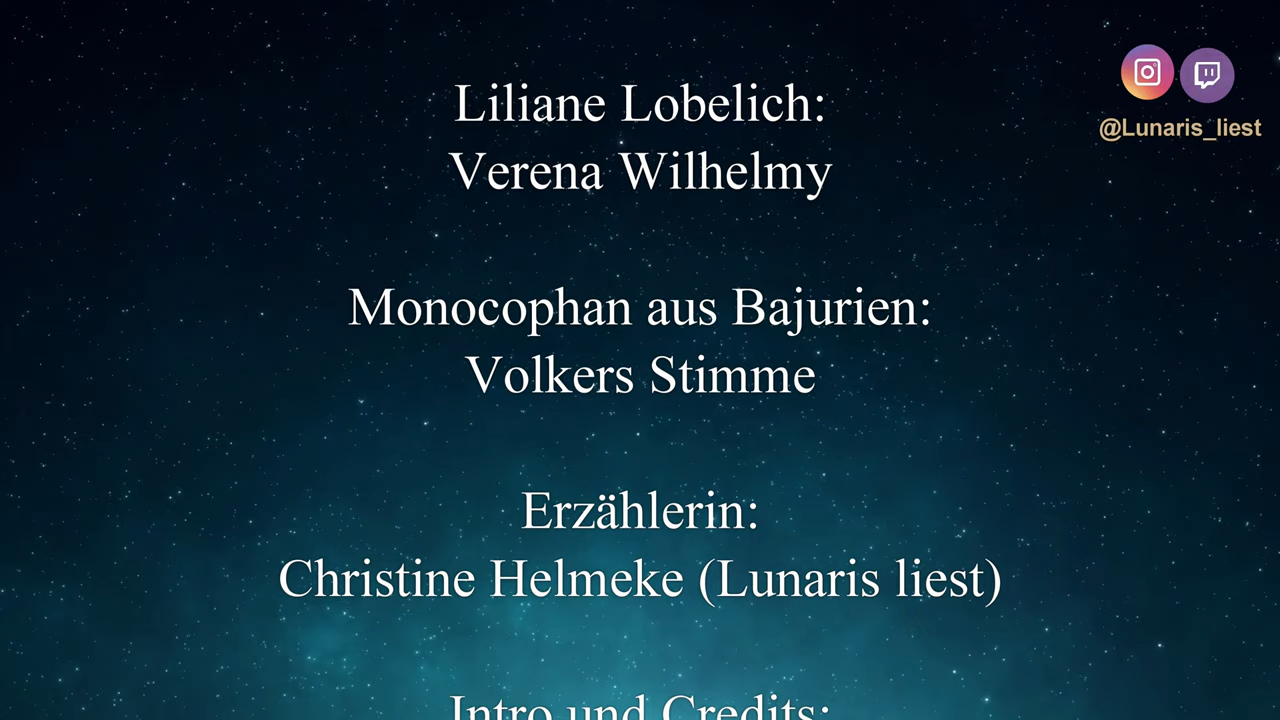 Liliane Lobelich:
Verena Wilhelmy
@Lunaris_liest
Monocophan aus Bajurien:
Volkers Stimme
Erzählerin:
Christine Helmeke (Lunaris liest)
Intro und Credits: